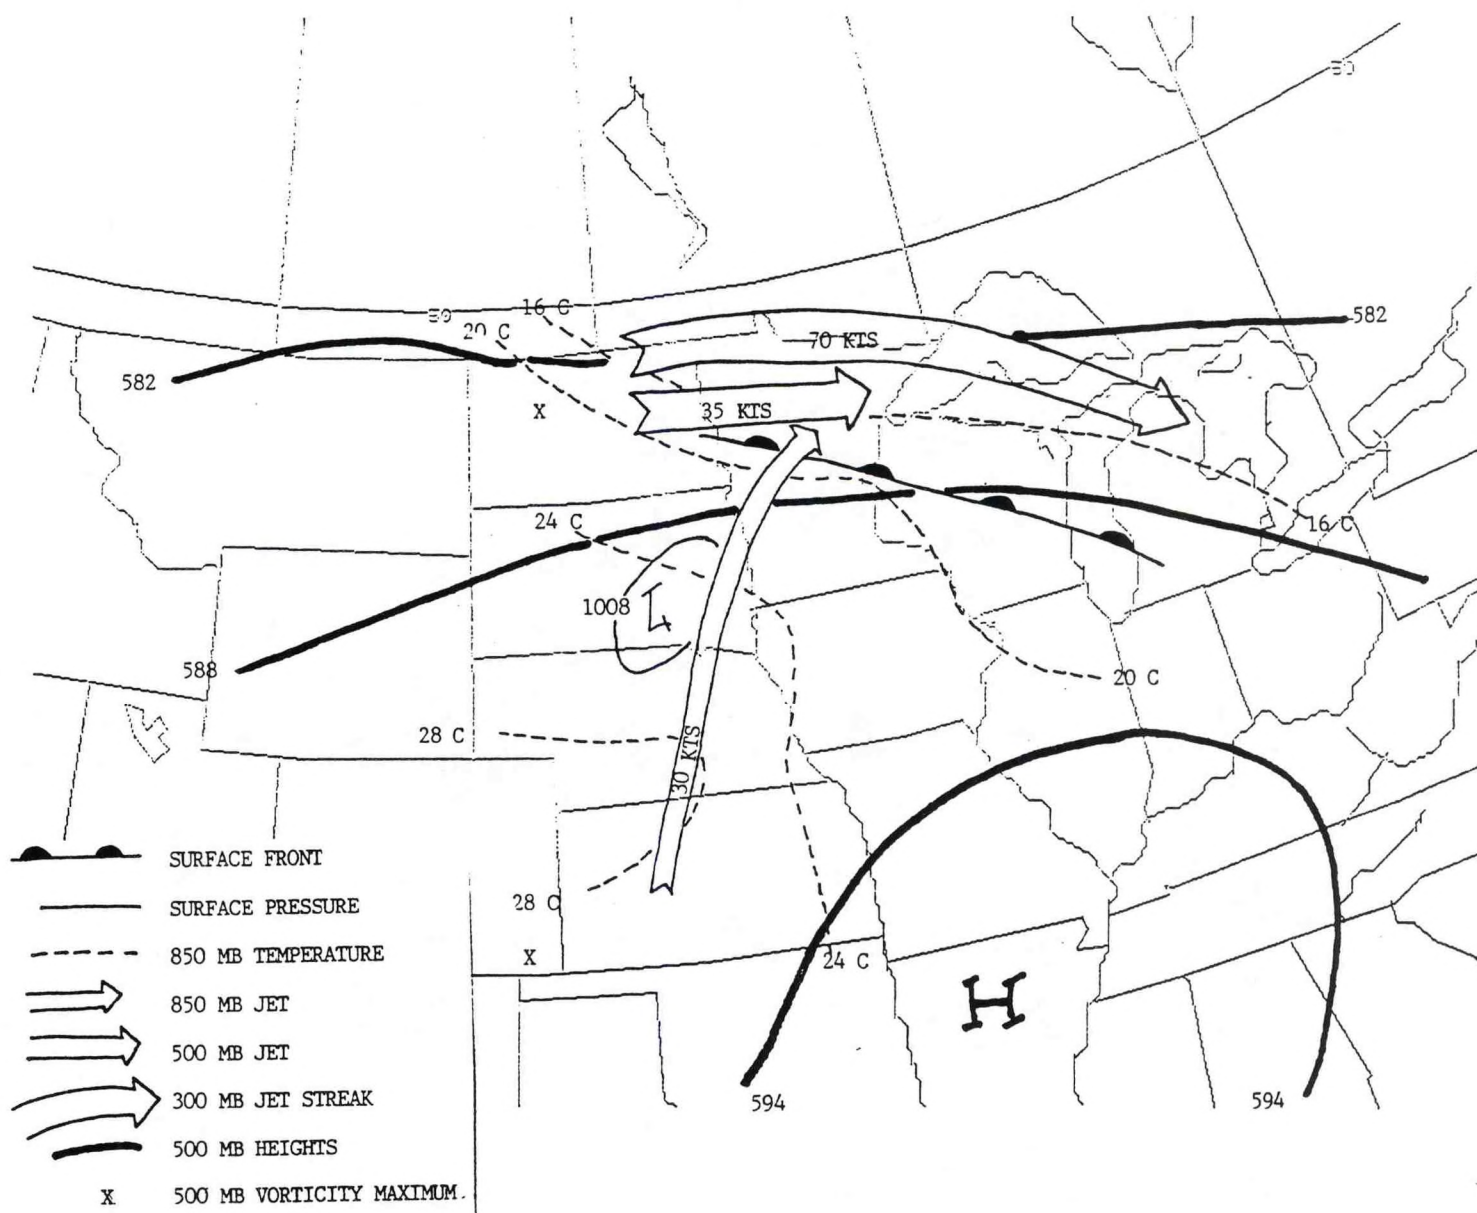 50
50
16 C
20 C
582
70 KTS
582
X
35 KTS
24 C
16 C
1008
L
588
20 C
28 C
30 KTS
SURFACE FRONT
28 C
SURFACE PRESSURE
X
850 MB TEMPERATURE
24 C
H
850 MB JET
500 MB JET
300 MB JET STREAK
594
594
500 MB HEIGHTS
X 500 MB VORTICITY MAXIMUM